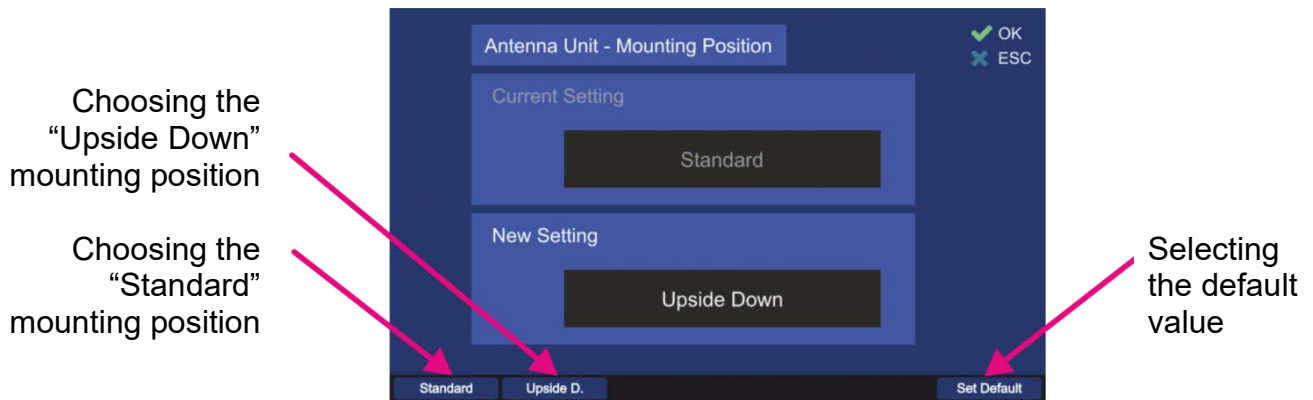 Choosing the
“Upside Down”
mounting position
Choosing the
“Standard”
mounting position
Antenna Unit - Mounting Position
OK
ESC
Current Setting
Standard
New Setting
Upside Down
Standard
Upside D.
Set Default
Selecting
the default
value